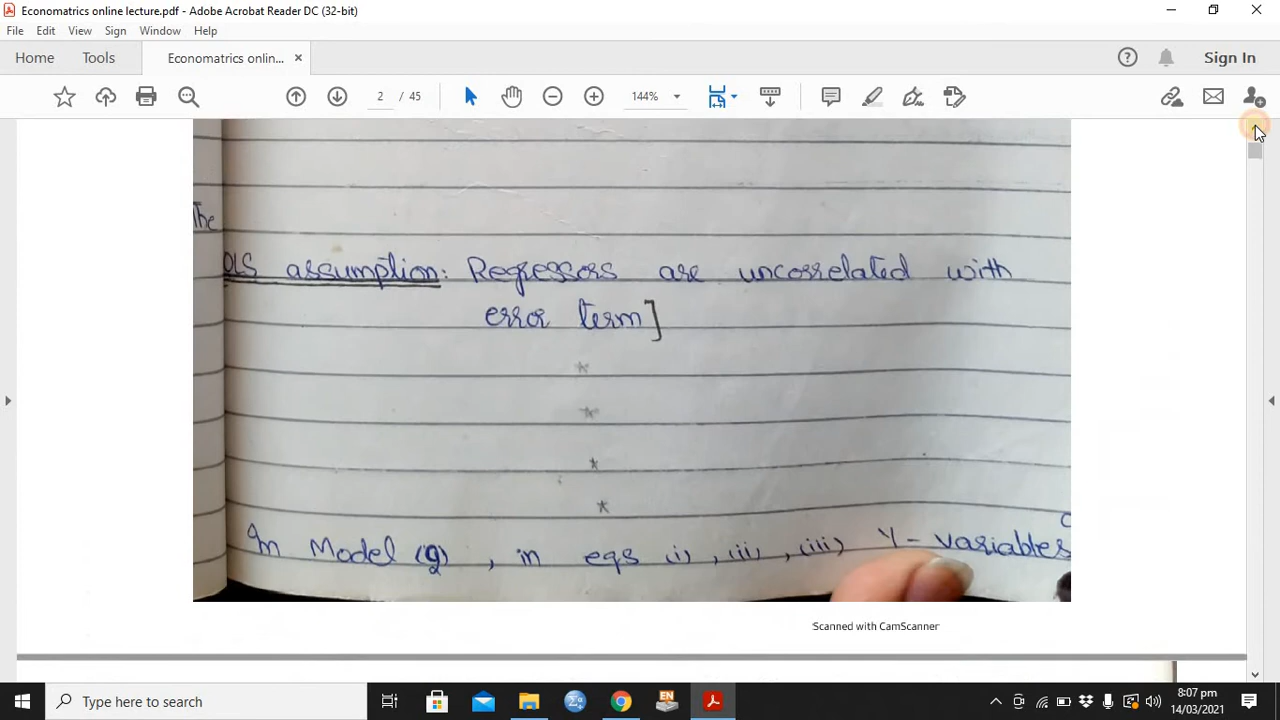 Econometrics online lecture.pdf - Adobe Acrobat Reader DC (32-bit)
File Edit View Sign Window Help
Home Tools Economatrics onlin... × Sign In
2 / 45 144%
The
OLS assumption: Regressors are uncorrelated with
error term]
*
*
*
*
In Model (g) , in eqs (i) , (ii) , (iii) Y- variables
Scanned with CamScanner
Type here to search
EN
8:07 pm
14/03/2021